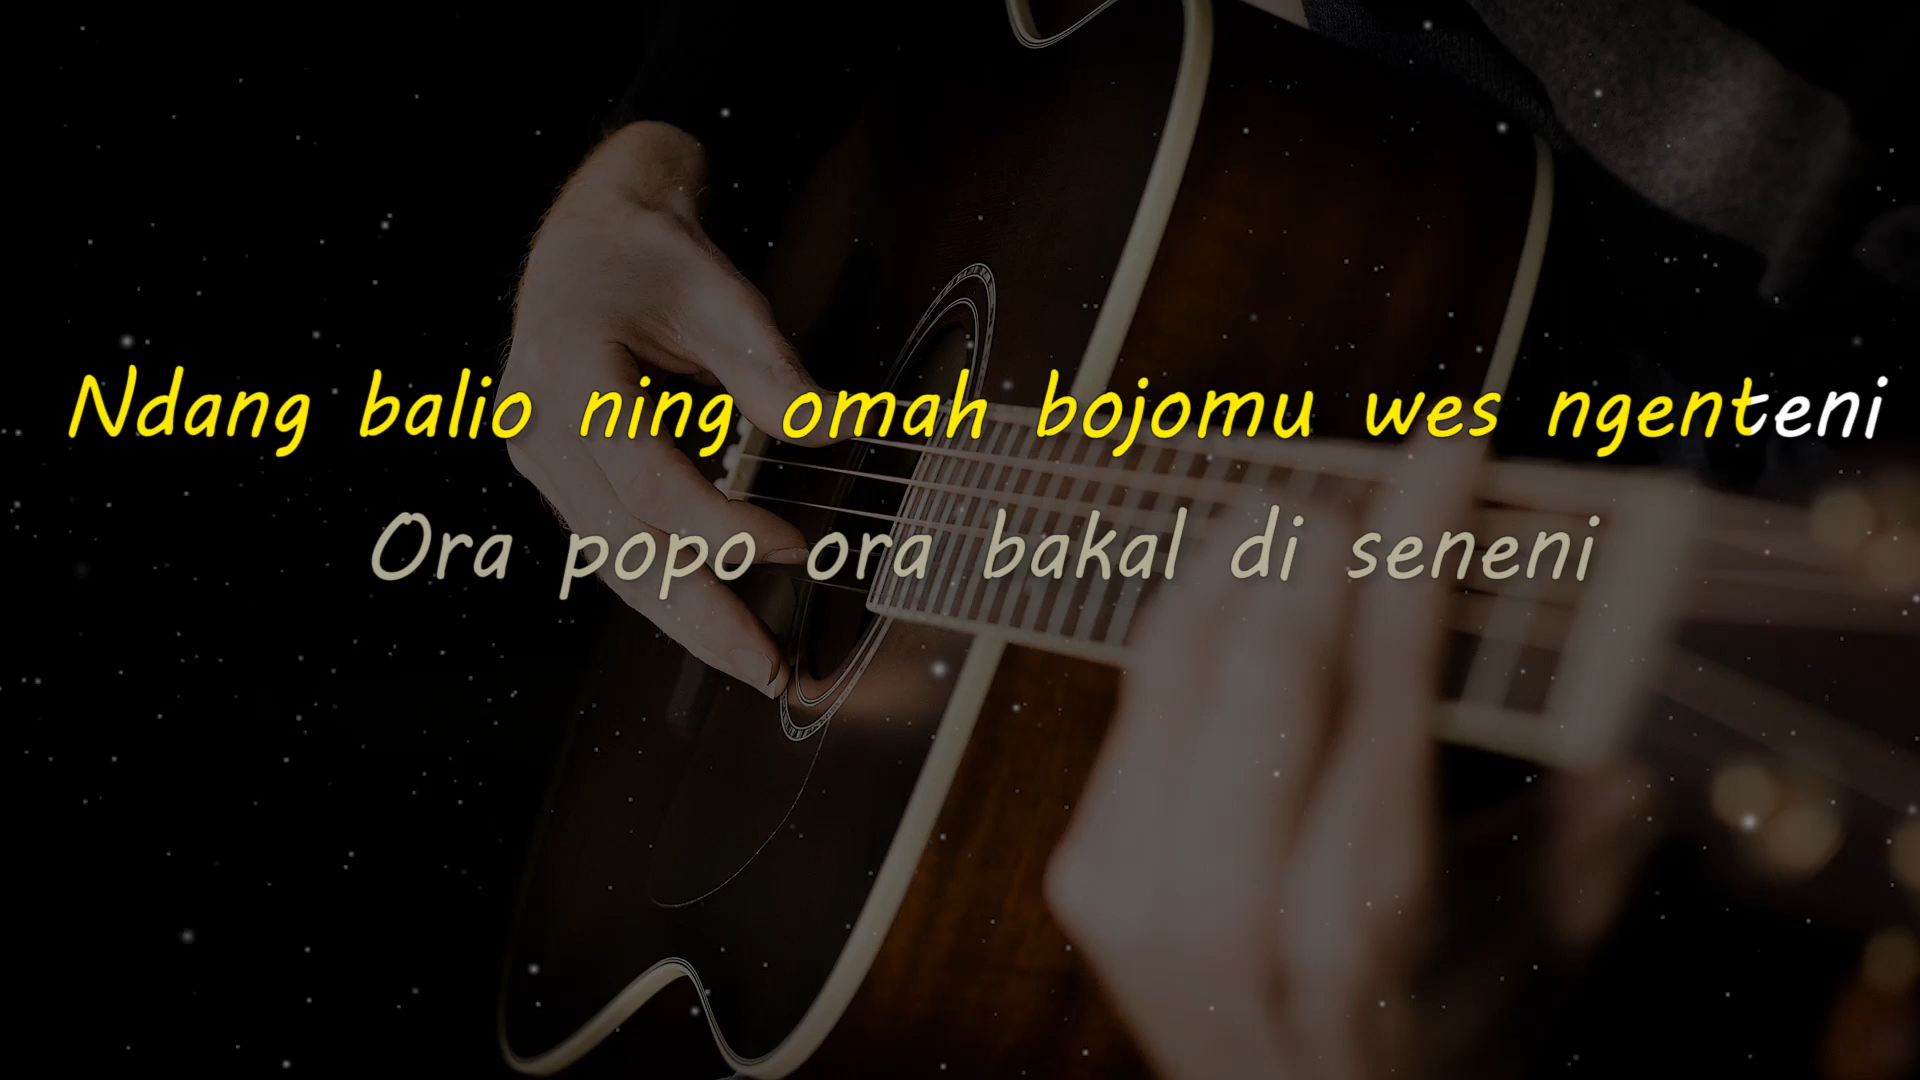 Ndang balio ning omah bojomu wes ngenteni
Ora popo ora bakal di seneni